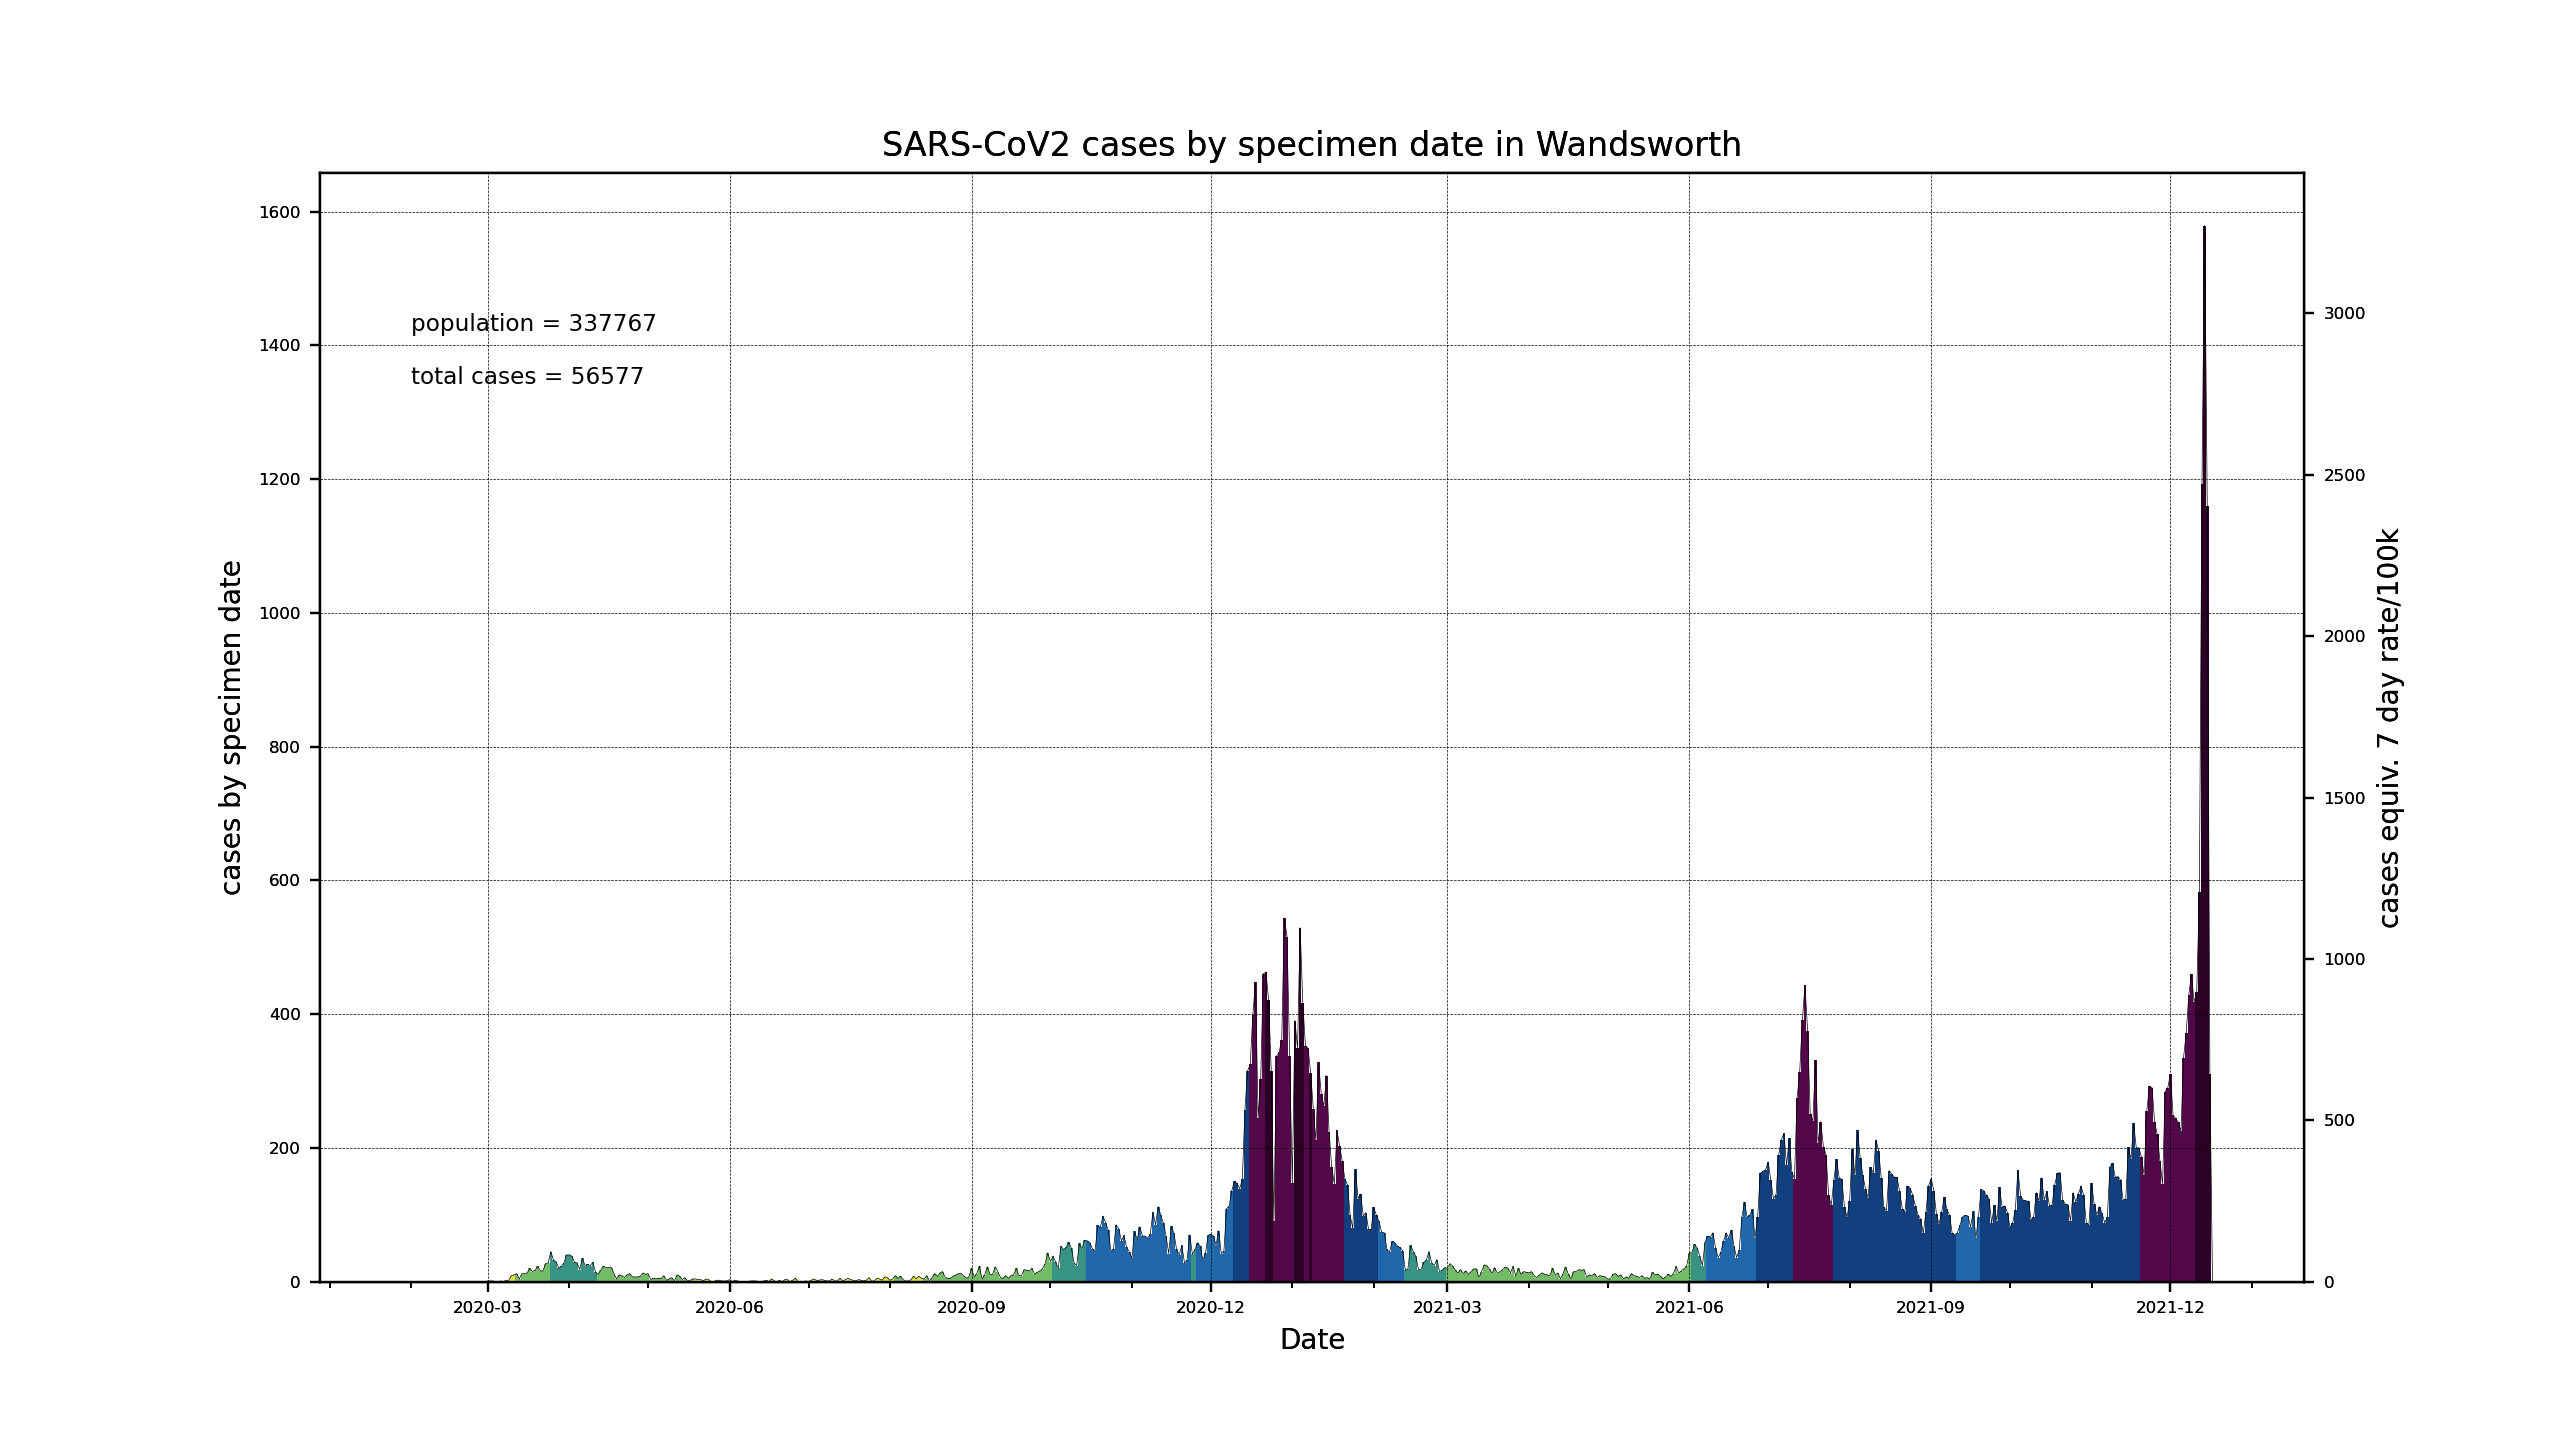 SARS-CoV2 cases by specimen date in Wandsworth
population = 337767
total cases = 56577
cases by specimen date
1600
1400
1200
1000
800
600
400
200
0
3000
2500
2000
1500
1000
500
0
cases equiv. 7 day rate/100k
2020-03 2020-06 2020-09 2020-12 2021-03 2021-06 2021-09 2021-12
Date